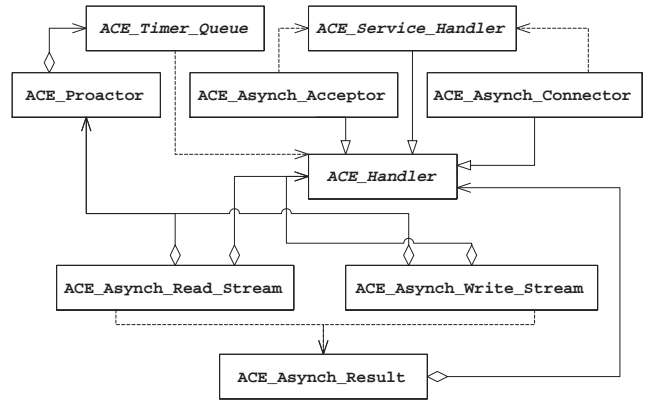 ACE_Timer_Queue
ACE_Service_Handler
ACE_Proactor
ACE_Asynch_Acceptor
ACE_Asynch_Connector
ACE_Handler
ACE_Asynch_Read_Stream
ACE_Asynch_Write_Stream
ACE_Asynch_Result